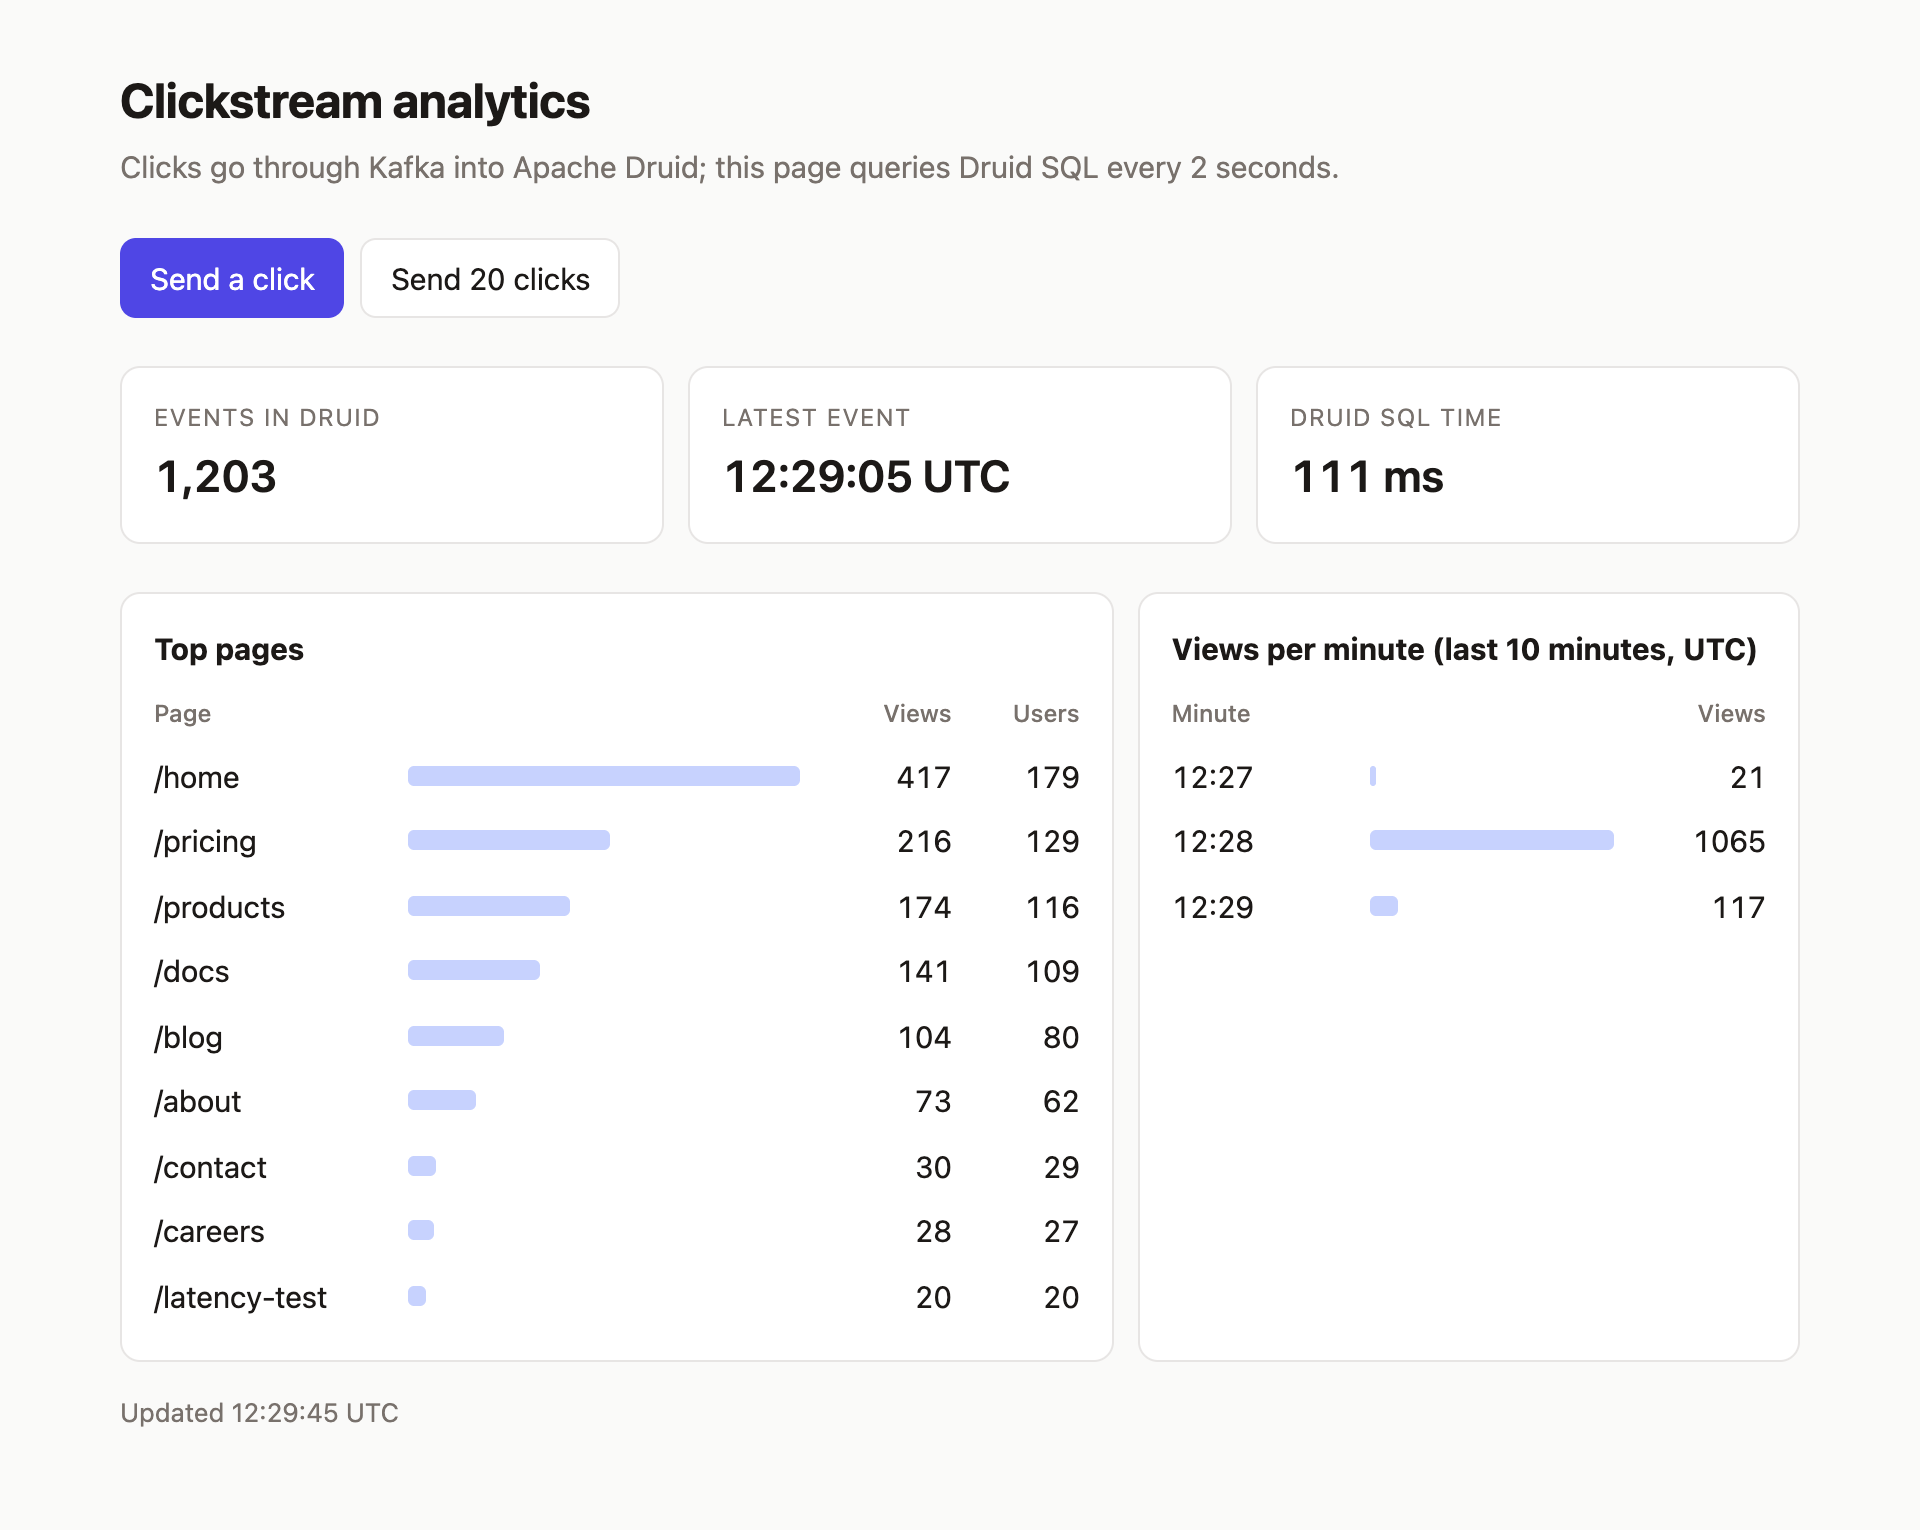 Clickstream analytics
Clicks go through Kafka into Apache Druid; this page queries Druid SQL every 2 seconds.
Send a click
Send 20 clicks
EVENTS IN DRUID
1,203
LATEST EVENT
12:29:05 UTC
DRUID SQL TIME
111 ms
Top pages
Page Views Users
/home 417 179
/pricing 216 129
/products 174 116
/docs 141 109
/blog 104 80
/about 73 62
/contact 30 29
/careers 28 27
/latency-test 20 20
Views per minute (last 10 minutes, UTC)
Minute Views
12:27 21
12:28 1065
12:29 117
Updated 12:29:45 UTC